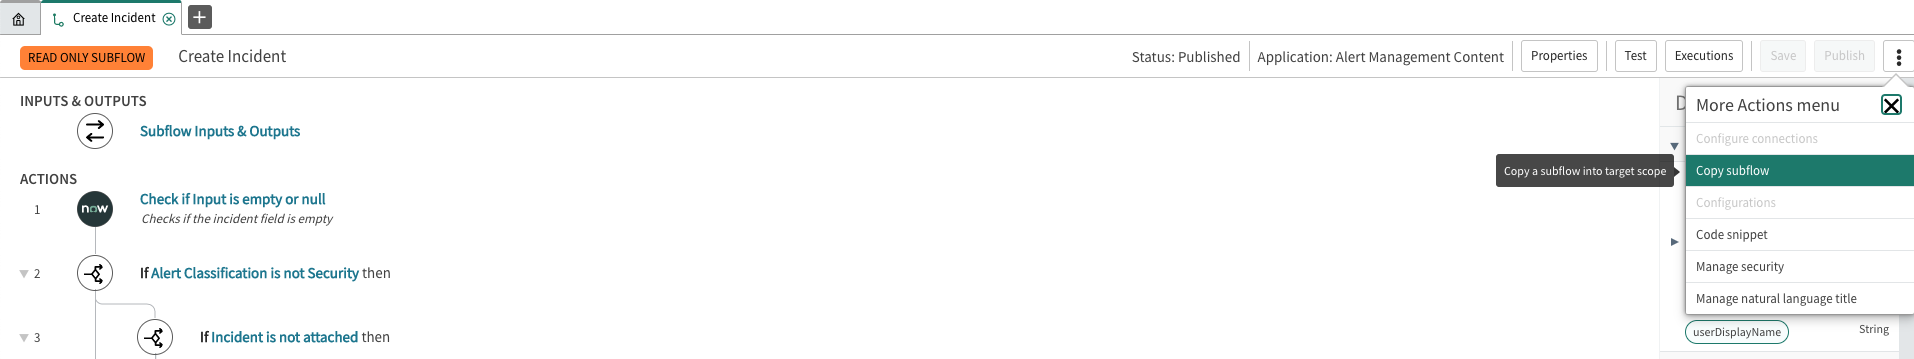 Create Incident
READ ONLY SUBFLOW Create Incident Status: Published Application: Alert Management Content Properties Test Executions Save Publish
INPUTS & OUTPUTS
Subflow Inputs & Outputs
ACTIONS
1 now Check if Input is empty or null
Checks if the incident field is empty
2 If Alert Classification is not Security then
3 If Incident is not attached then
D
More Actions menu
Configure connections
Copy a subflow into target scope
Copy subflow
Configurations
Code snippet
Manage security
Manage natural language title
userDisplayName String